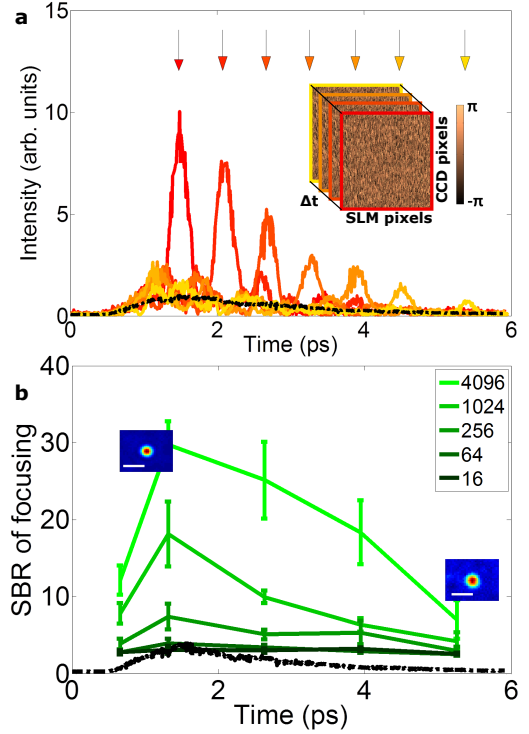 a
15
10
5
0
Intensity (arb. units)
0 2 4 6
Time (ps)
π
-π
CCD pixels
SLM pixels
Δt
b
40
30
20
10
0
SBR of focusing
4096
1024
256
64
16
0 2 4 6
Time (ps)